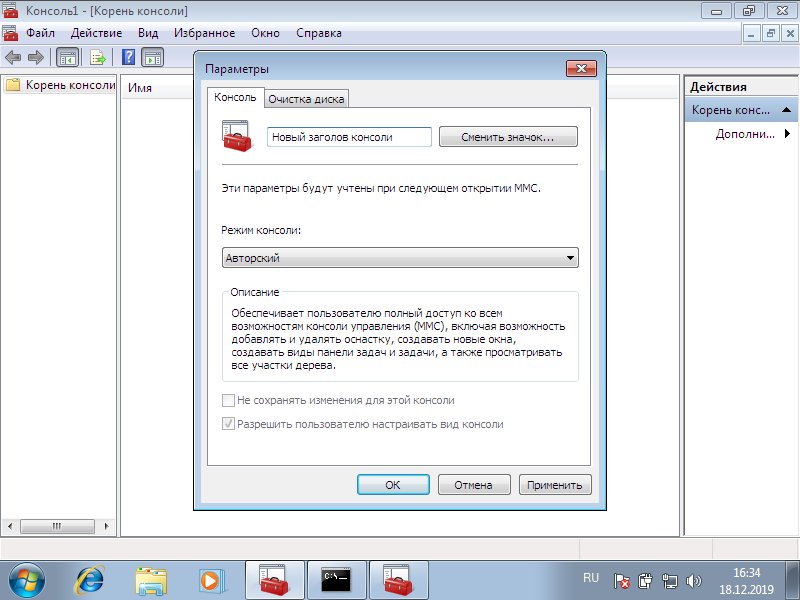 Консоль1 - [Корень консоли]
Файл Действие Вид Избранное Окно Справка
Корень консоли
Имя
Действия
Корень конс...
Дополни...
Параметры
Консоль Очистка диска
Новый заголов консоли Сменить значок...
Эти параметры будут учтены при следующем открытии MMC.
Режим консоли:
Авторский
Описание
Обеспечивает пользователю полный доступ ко всем
возможностям консоли управления (MMC), включая возможность
добавлять и удалять оснастку, создавать новые окна,
создавать виды панели задач и задачи, а также просматривать
все участки дерева.
Не сохранять изменения для этой консоли
Разрешить пользователю настраивать вид консоли
ОК Отмена Применить
C:\_
RU
16:34
18.12.2019